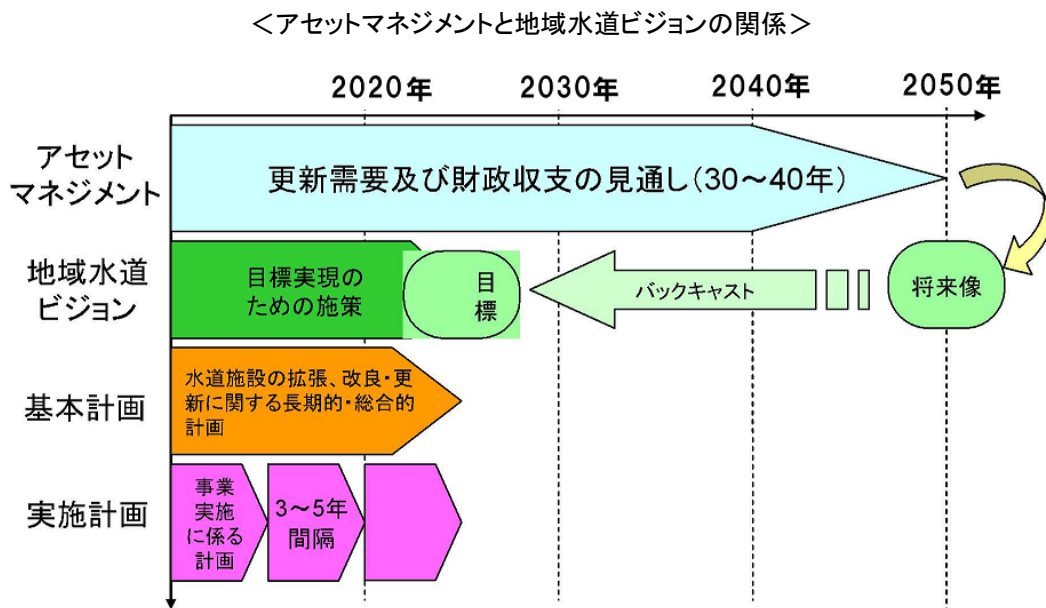 ＜アセットマネジメントと地域水道ビジョンの関係＞
2020年
2030年
2040年
2050年
アセット
マネジメント
更新需要及び財政収支の見通し(30～40年)
地域水道
ビジョン
目標実現の
ための施策
目
標
バックキャスト
将来像
基本計画
水道施設の拡張、改良・更
新に関する長期的・総合的
計画
実施計画
事業
実施
に係る
計画
3～5年
間隔